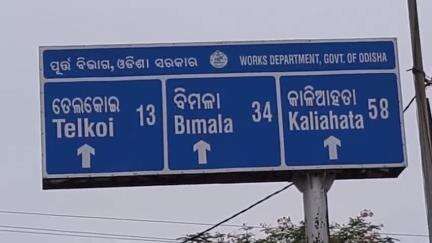 ପୂର୍ତ୍ତ ବିଭାଗ, ଓଡିଶା ସରକାର WORKS DEPARTMENT, GOVT. OF ODISHA
ତେଲକୋଇ 13
Telkoi
ବିମଳା 34
Bimala
କାଳିଆହତା 58
Kaliahata